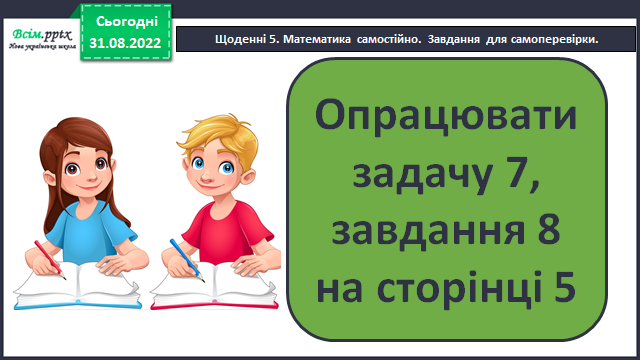 Всім.pptx
Нова українська школа
Сьогодні
31.08.2022
Щоденні 5. Математика самостійно. Завдання для самоперевірки.
Опрацювати
задачу 7,
завдання 8
на сторінці 5